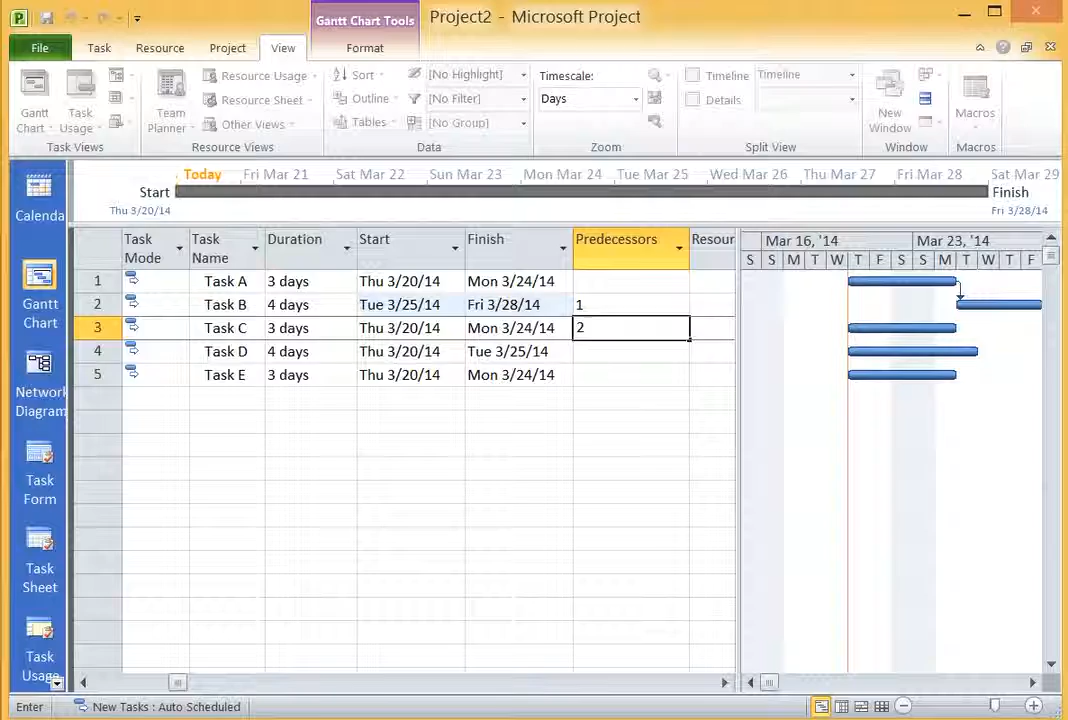 Gantt Chart Tools
Project2 - Microsoft Project
File Task Resource Project View Format
Gantt Chart
Task Usage
Team Planner
Resource Usage
Resource Sheet
Other Views
Sort
Outline
Tables
[No Highlight]
[No Filter]
[No Group]
Timescale:
Days
Timeline
Details
Timeline
New Window
Macros
Task Views Resource Views Data Zoom Split View Window Macros
Today Fri Mar 21 Sat Mar 22 Sun Mar 23 Mon Mar 24 Tue Mar 25 Wed Mar 26 Thu Mar 27 Fri Mar 28 Sat Mar 29
Start Finish
Thu 3/20/14 Fri 3/28/14
Calenda
Gantt Chart
Network Diagram
Task Form
Task Sheet
Task Usage
Task Mode Task Name Duration Start Finish Predecessors Resour
Mar 16, '14 Mar 23, '14
S S M T W T F S S M T W T F
1 Task A 3 days Thu 3/20/14 Mon 3/24/14
2 Task B 4 days Tue 3/25/14 Fri 3/28/14 1
3 Task C 3 days Thu 3/20/14 Mon 3/24/14 2
4 Task D 4 days Thu 3/20/14 Tue 3/25/14
5 Task E 3 days Thu 3/20/14 Mon 3/24/14
Enter New Tasks : Auto Scheduled